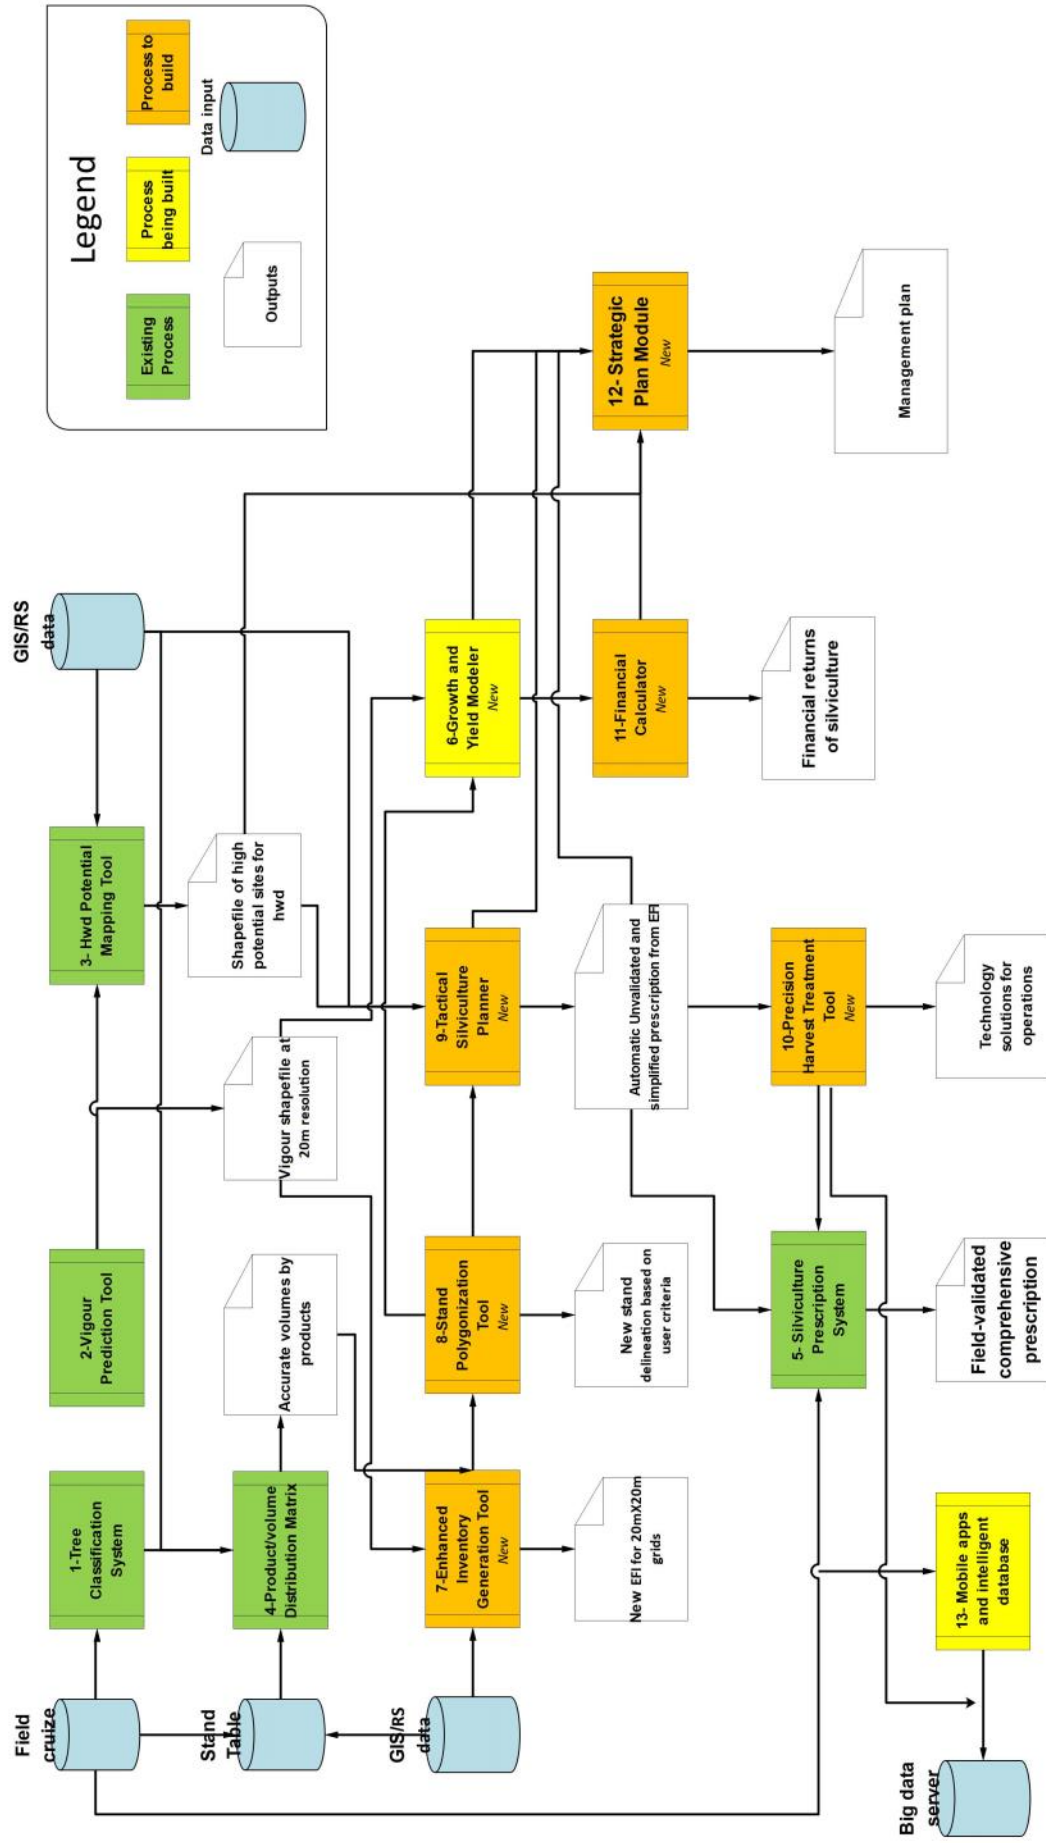 Legend
Existing
Process
Process
being built
Process to
build
Outputs
Data input
Field
cruize
1-Tree
Classification
System
2-Vigour
Prediction Tool
3- Hwd Potential
Mapping Tool
GIS/RS
data
Stand
Table
4-Product/volume
Distribution Matrix
Accurate volumes by
products
Vigour shapefile at
20m resolution
Shapefile of high
potential sites for
hwd
GIS/RS
data
7-Enhanced
Inventory
Generation Tool
New
8-Stand
Polygonization
Tool
New
9-Tactical
Silviculture
Planner
New
6-Growth and
Yield Modeler
New
New EFI for 20mX20m
grids
New stand
delineation based on
user criteria
Automatic Unvalidated and
simplified prescription from EFI
11-Financial
Calculator
New
12- Strategic
Plan Module
New
5- Silviculture
Prescription
System
10-Precision
Harvest Treatment
Tool
New
Financial returns
of silviculture
Management plan
Big data
server
13- Mobile apps
and intelligent
database
Field-validated
comprehensive
prescription
Technology
solutions for
operations